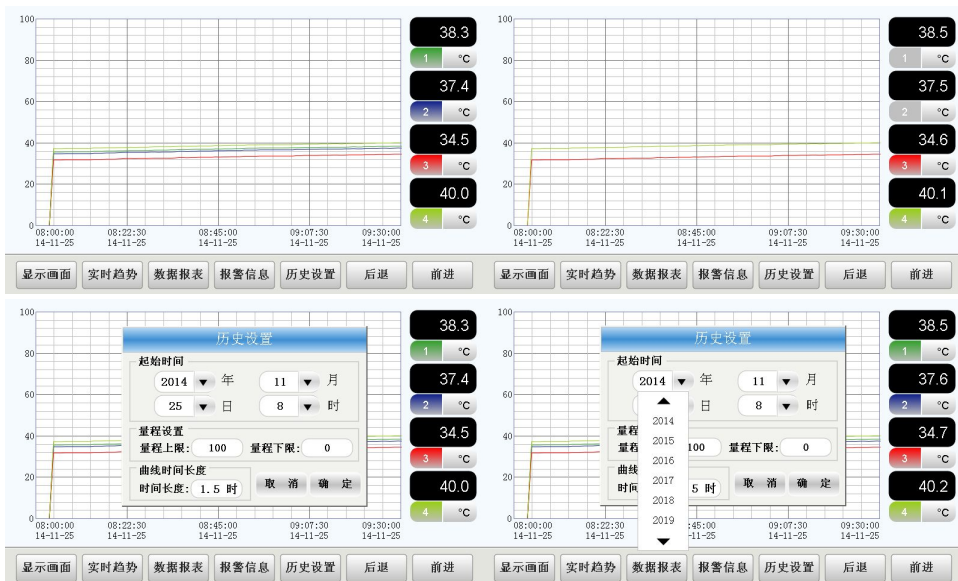 100
80
60
40
20
0
08:00:00 08:22:30 08:45:00 09:07:30 09:30:00
14-11-25 14-11-25 14-11-25 14-11-25 14-11-25
38.3
1 °C
37.4
2 °C
34.5
3 °C
40.0
4 °C
显示画面 实时趋势 数据报表 报警信息 历史设置 后退 前进
100
80
60
40
20
0
08:00:00 08:22:30 08:45:00 09:07:30 09:30:00
14-11-25 14-11-25 14-11-25 14-11-25 14-11-25
38.5
1 °C
37.5
2 °C
34.6
3 °C
40.1
4 °C
显示画面 实时趋势 数据报表 报警信息 历史设置 后退 前进
100
80
60
40
20
0
历史设置
起始时间
2014 年 11 月
25 日 8 时
量程设置
量程上限: 100 量程下限: 0
曲线时间长度
时间长度: 1.5 时 取 消 确 定
08:00:00 08:22:30 08:45:00 09:07:30 09:30:00
14-11-25 14-11-25 14-11-25 14-11-25 14-11-25
38.3
1 °C
37.4
2 °C
34.5
3 °C
40.0
4 °C
显示画面 实时趋势 数据报表 报警信息 历史设置 后退 前进
100
80
60
40
20
0
历史设置
起始时间
2014 年 11 月
日 8 时
2014
2015
2016
2017
2018
2019
量程
量程 100 量程下限: 0
曲线
时间 5 时 取 消 确 定
08:00:00 08:22:30 :45:00 09:07:30 09:30:00
14-11-25 14-11-25 -11-25 14-11-25 14-11-25
38.5
1 °C
37.6
2 °C
34.7
3 °C
40.2
4 °C
显示画面 实时趋势 数据报表 报警信息 历史设置 后退 前进